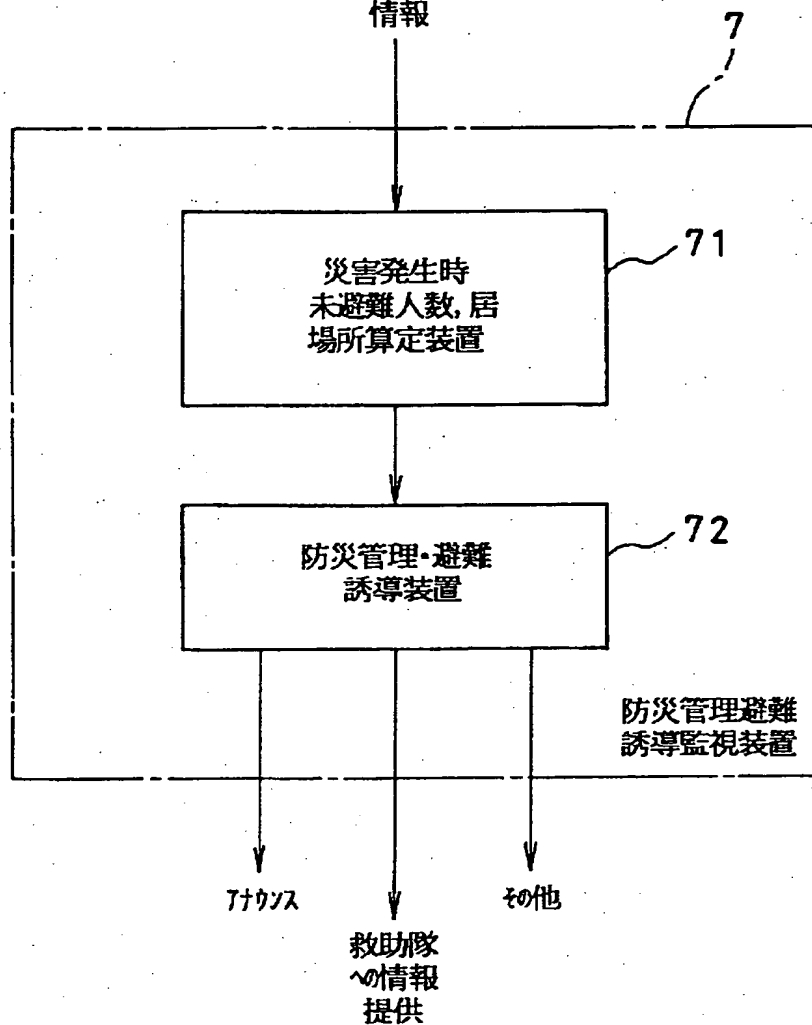 情報
7
災害発生時
未避難人数,居
場所算定装置
71
防災管理・避難
誘導装置
72
防災管理避難
誘導監視装置
アナウンス
その他
救助隊
への情報
提供